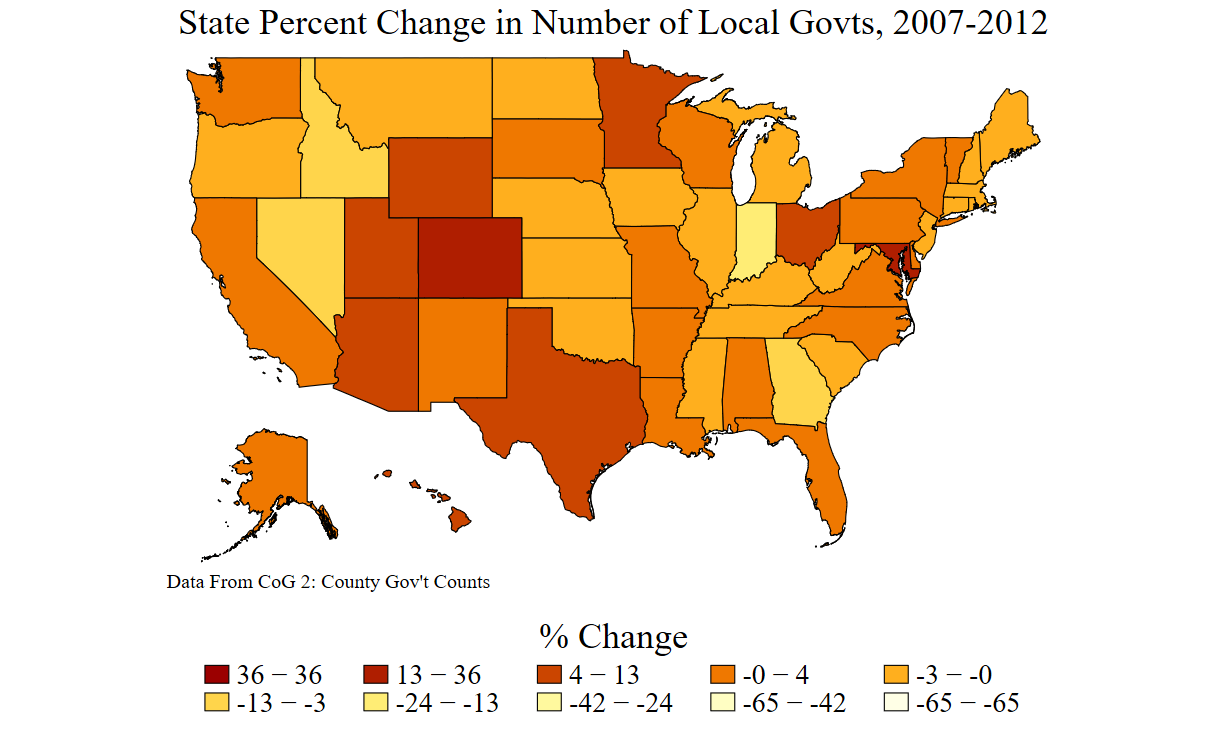 State Percent Change in Number of Local Govts, 2007-2012
Data From CoG 2: County Gov't Counts
% Change
36 − 36 13 − 36 4 − 13 -0 − 4 -3 − -0
-13 − -3 -24 − -13 -42 − -24 -65 − -42 -65 − -65